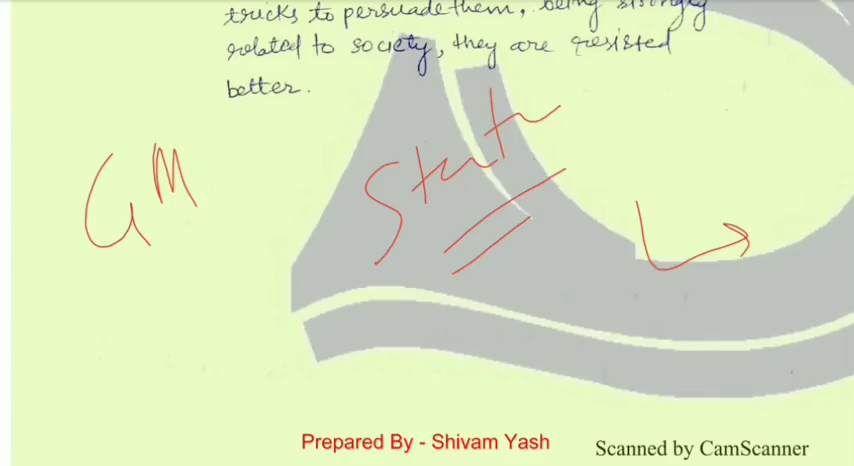 tricks to persuade them, being strongly
related to society, they are resisted
better.
GM
Start
Prepared By - Shivam Yash
Scanned by CamScanner